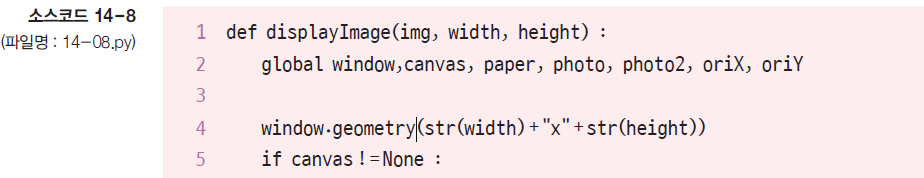 소스코드 14-8
(파일명 : 14-08.py)
1 def displayImage(img, width, height) :
2 global window,canvas, paper, photo, photo2, oriX, oriY
3
4 window.geometry(str(width)+"x"+str(height))
5 if canvas!=None :